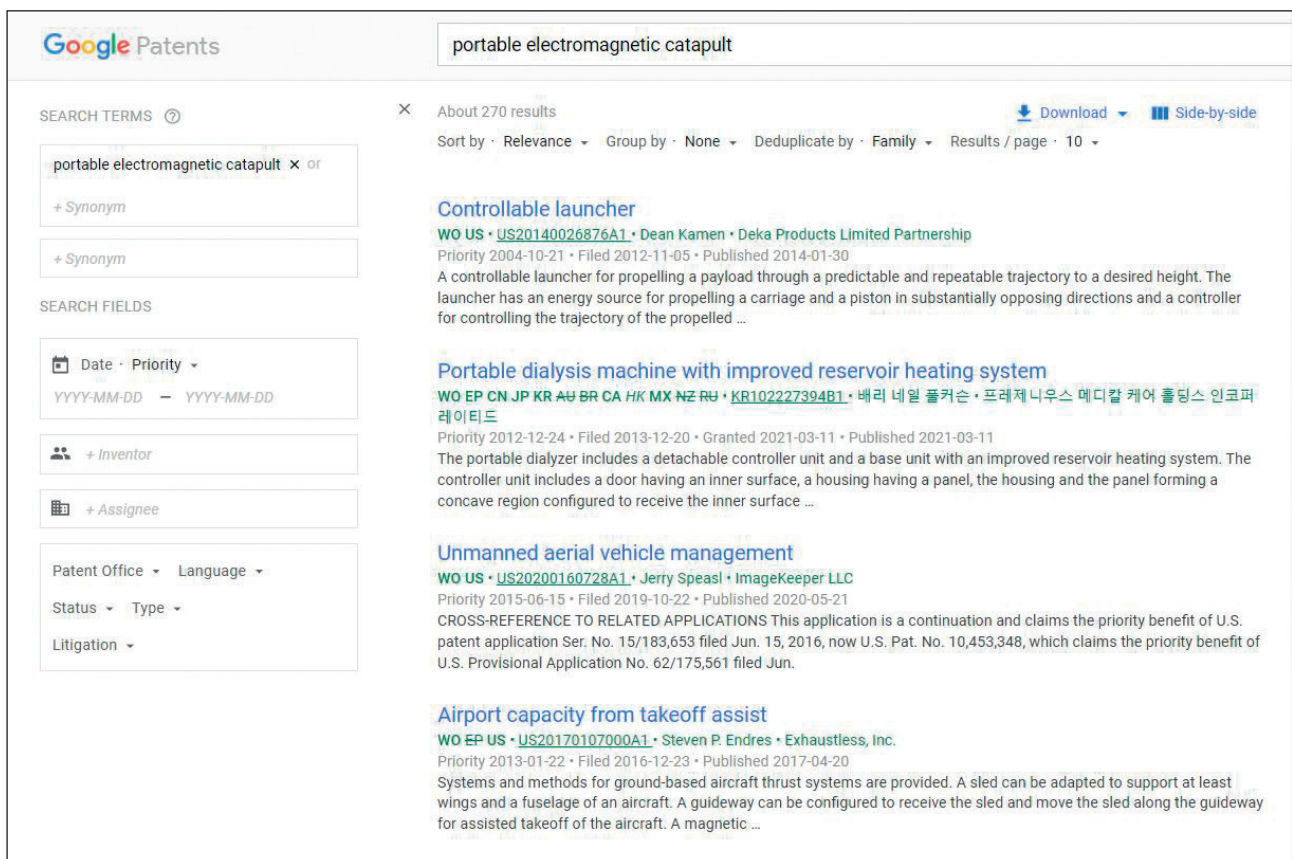 Google Patents
portable electromagnetic catapult
SEARCH TERMS
portable electromagnetic catapult × or
+ Synonym
+ Synonym
SEARCH FIELDS
Date · Priority
YYYY-MM-DD — YYYY-MM-DD
+ Inventor
+ Assignee
Patent Office Language
Status Type
Litigation
About 270 results
Download Side-by-side
Sort by · Relevance Group by · None Deduplicate by · Family Results / page · 10
Controllable launcher
WO US • US20140026876A1 • Dean Kamen • Deka Products Limited Partnership
Priority 2004-10-21 • Filed 2012-11-05 • Published 2014-01-30
A controllable launcher for propelling a payload through a predictable and repeatable trajectory to a desired height. The
launcher has an energy source for propelling a carriage and a piston in substantially opposing directions and a controller
for controlling the trajectory of the propelled ...
Portable dialysis machine with improved reservoir heating system
WO EP CN JP KR AU BR CA HK MX NZ RU • KR102227394B1 • 배리 네일 풀커슨 • 프레제니우스 메디칼 케어 홀딩스 인코퍼
레이티드
Priority 2012-12-24 • Filed 2013-12-20 • Granted 2021-03-11 • Published 2021-03-11
The portable dialyzer includes a detachable controller unit and a base unit with an improved reservoir heating system. The
controller unit includes a door having an inner surface, a housing having a panel, the housing and the panel forming a
concave region configured to receive the inner surface ...
Unmanned aerial vehicle management
WO US • US20200160728A1 • Jerry Speasl • ImageKeeper LLC
Priority 2015-06-15 • Filed 2019-10-22 • Published 2020-05-21
CROSS-REFERENCE TO RELATED APPLICATIONS This application is a continuation and claims the priority benefit of U.S.
patent application Ser. No. 15/183,653 filed Jun. 15, 2016, now U.S. Pat. No. 10,453,348, which claims the priority benefit of
U.S. Provisional Application No. 62/175,561 filed Jun.
Airport capacity from takeoff assist
WO EP US • US20170107000A1 • Steven P. Endres • Exhaustless, Inc.
Priority 2013-01-22 • Filed 2016-12-23 • Published 2017-04-20
Systems and methods for ground-based aircraft thrust systems are provided. A sled can be adapted to support at least
wings and a fuselage of an aircraft. A guideway can be configured to receive the sled and move the sled along the guideway
for assisted takeoff of the aircraft. A magnetic ...